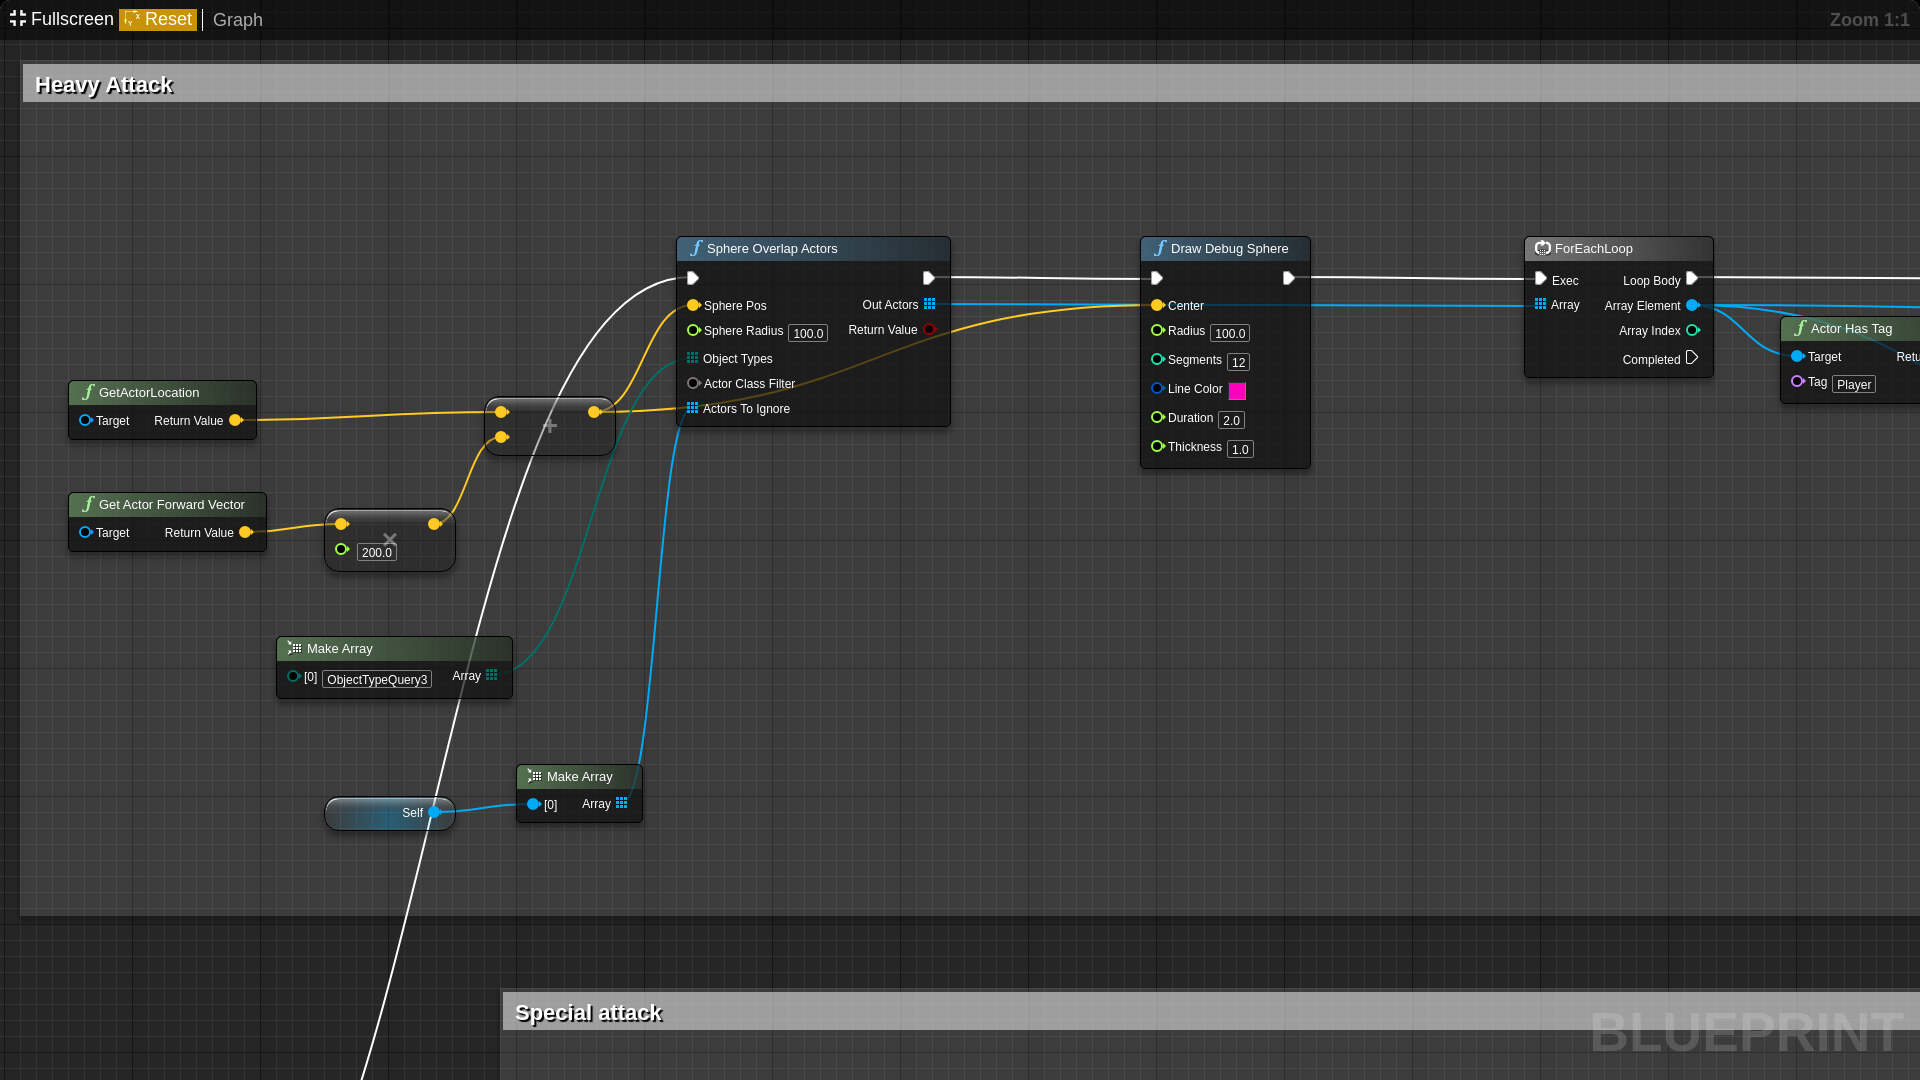 Fullscreen Reset Graph Zoom 1:1
Heavy Attack
Sphere Overlap Actors
Sphere Pos Out Actors
Sphere Radius 100.0 Return Value
Object Types
Actor Class Filter
Actors To Ignore
Draw Debug Sphere
Center
Radius 100.0
Segments 12
Line Color
Duration 2.0
Thickness 1.0
ForEachLoop
Exec Loop Body
Array Array Element
Array Index
Completed
Actor Has Tag
Target Retu
Tag Player
GetActorLocation
Target Return Value
+
Get Actor Forward Vector
Target Return Value
×
200.0
Make Array
[0] ObjectTypeQuery3 Array
Make Array
[0] Array
Self
Special attack
BLUEPRINT